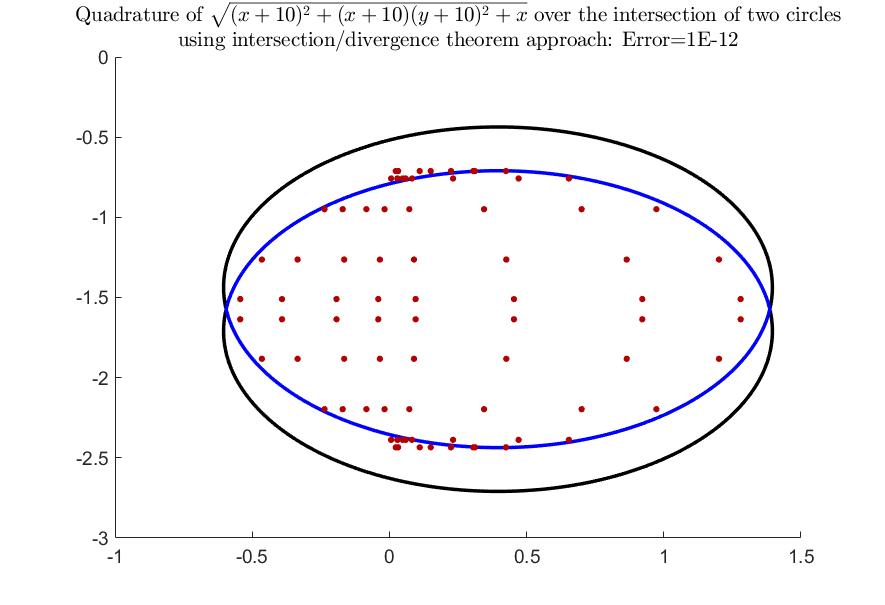 Quadrature of √((x + 10)² + (x + 10)(y + 10)² + x) over the intersection of two circles
using intersection/divergence theorem approach: Error=1E-12
0
-0.5
-1
-1.5
-2
-2.5
-3
-1 -0.5 0 0.5 1 1.5